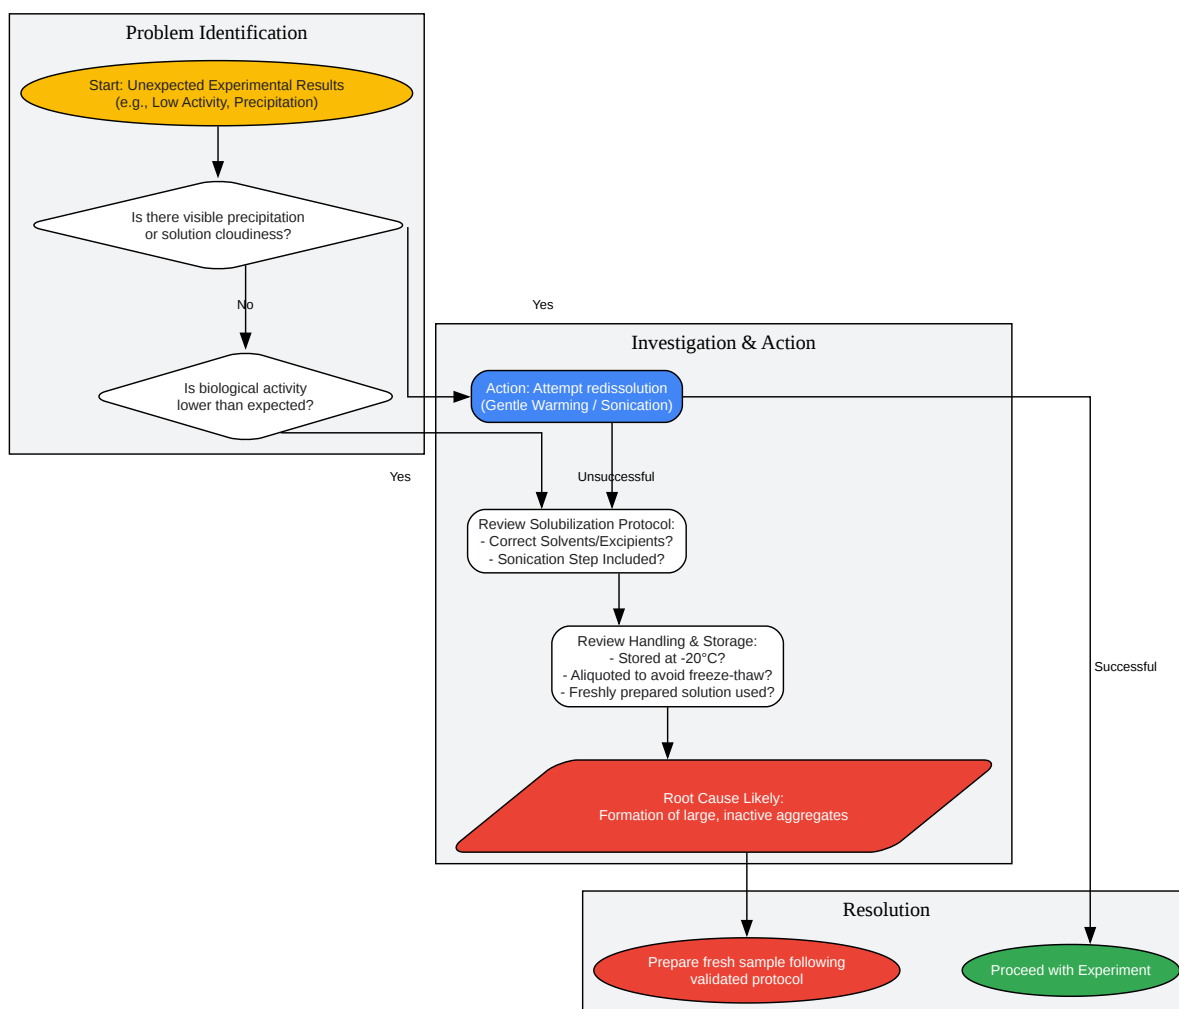 Problem Identification
Start: Unexpected Experimental Results
(e.g., Low Activity, Precipitation)
Is there visible precipitation
or solution cloudiness?
No
Yes
Is biological activity
lower than expected?
Yes
Investigation & Action
Action: Attempt redissolution
(Gentle Warming / Sonication)
Unsuccessful
Review Solubilization Protocol:
- Correct Solvents/Excipients?
- Sonication Step Included?
Review Handling & Storage:
- Stored at -20°C?
- Aliquoted to avoid freeze-thaw?
- Freshly prepared solution used?
Successful
Root Cause Likely:
Formation of large, inactive aggregates
Resolution
Prepare fresh sample following
validated protocol
Proceed with Experiment